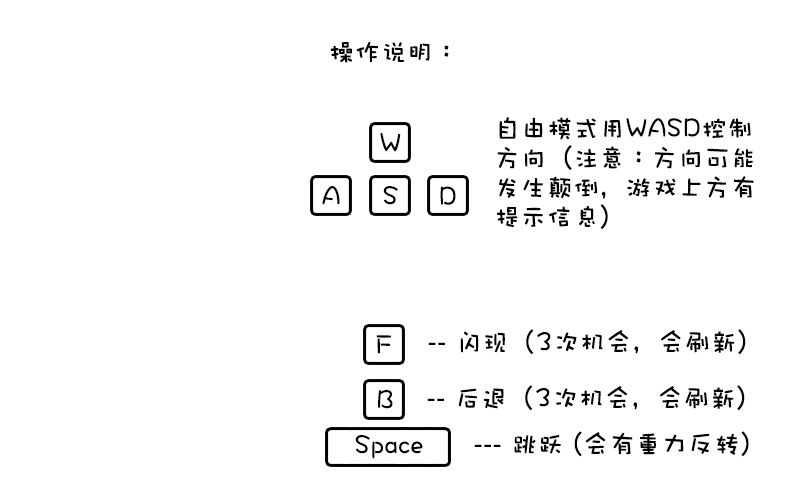 操作说明：
W
A S D
自由模式用WASD控制
方向（注意：方向可能
发生颠倒，游戏上方有
提示信息）
F -- 闪现（3次机会，会刷新）
B -- 后退（3次机会，会刷新）
Space --- 跳跃（会有重力反转）